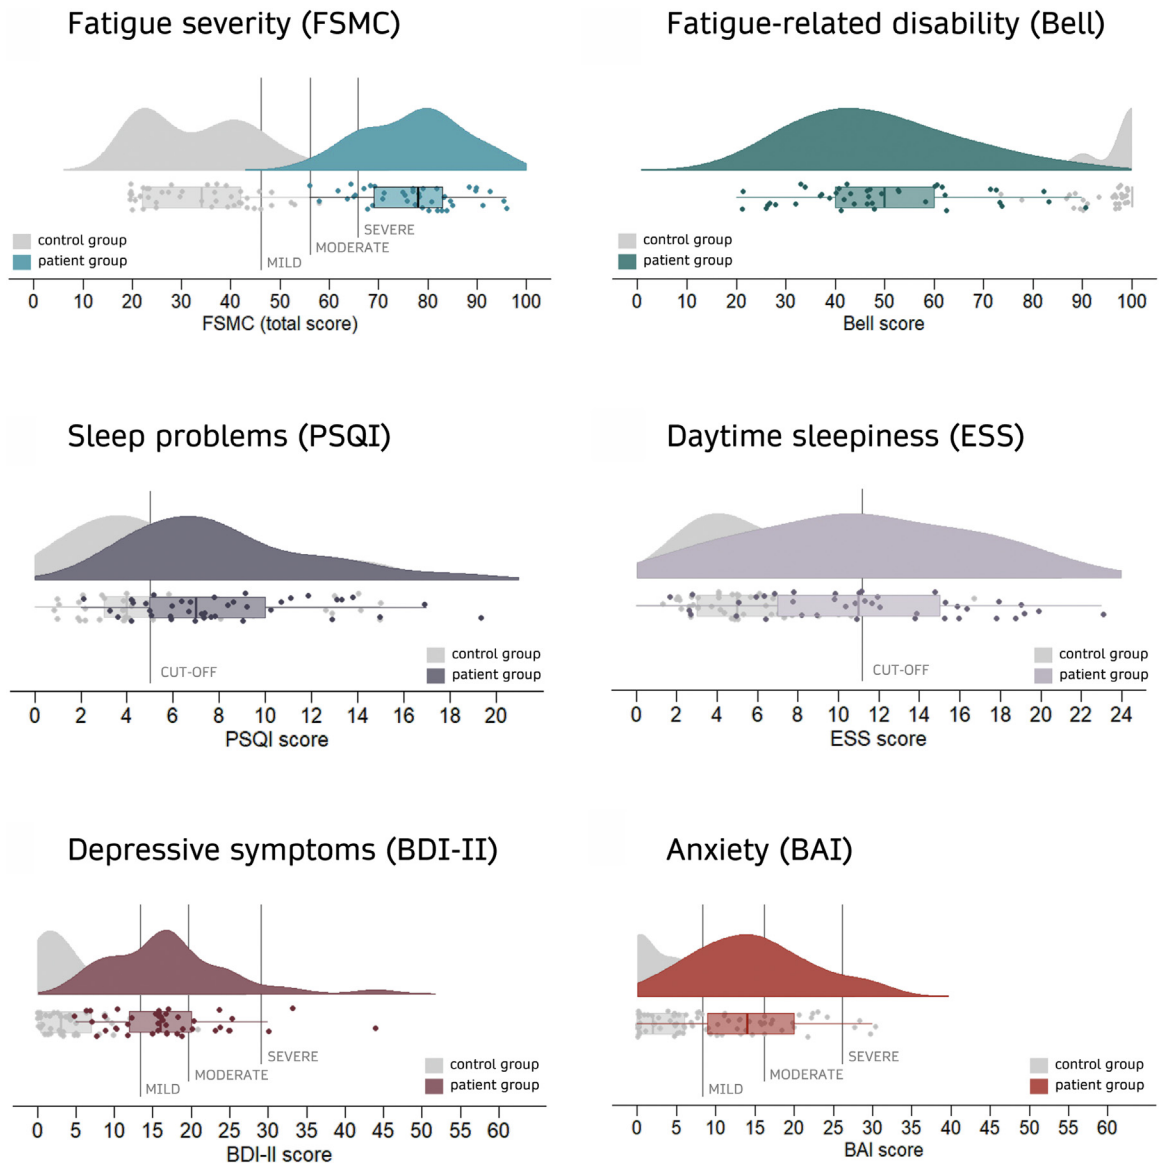 Fatigue severity (FSMC)
SEVERE
MODERATE
MILD
control group
patient group
0 10 20 30 40 50 60 70 80 90 100
FSMC (total score)
Fatigue-related disability (Bell)
control group
patient group
0 10 20 30 40 50 60 70 80 90 100
Bell score
Sleep problems (PSQI)
CUT-OFF
control group
patient group
0 2 4 6 8 10 12 14 16 18 20
PSQI score
Daytime sleepiness (ESS)
CUT-OFF
control group
patient group
0 2 4 6 8 10 12 14 16 18 20 22 24
ESS score
Depressive symptoms (BDI-II)
SEVERE
MODERATE
MILD
control group
patient group
0 5 10 15 20 25 30 35 40 45 50 55 60
BDI-II score
Anxiety (BAI)
SEVERE
MODERATE
MILD
control group
patient group
0 5 10 15 20 25 30 35 40 45 50 55 60
BAI score